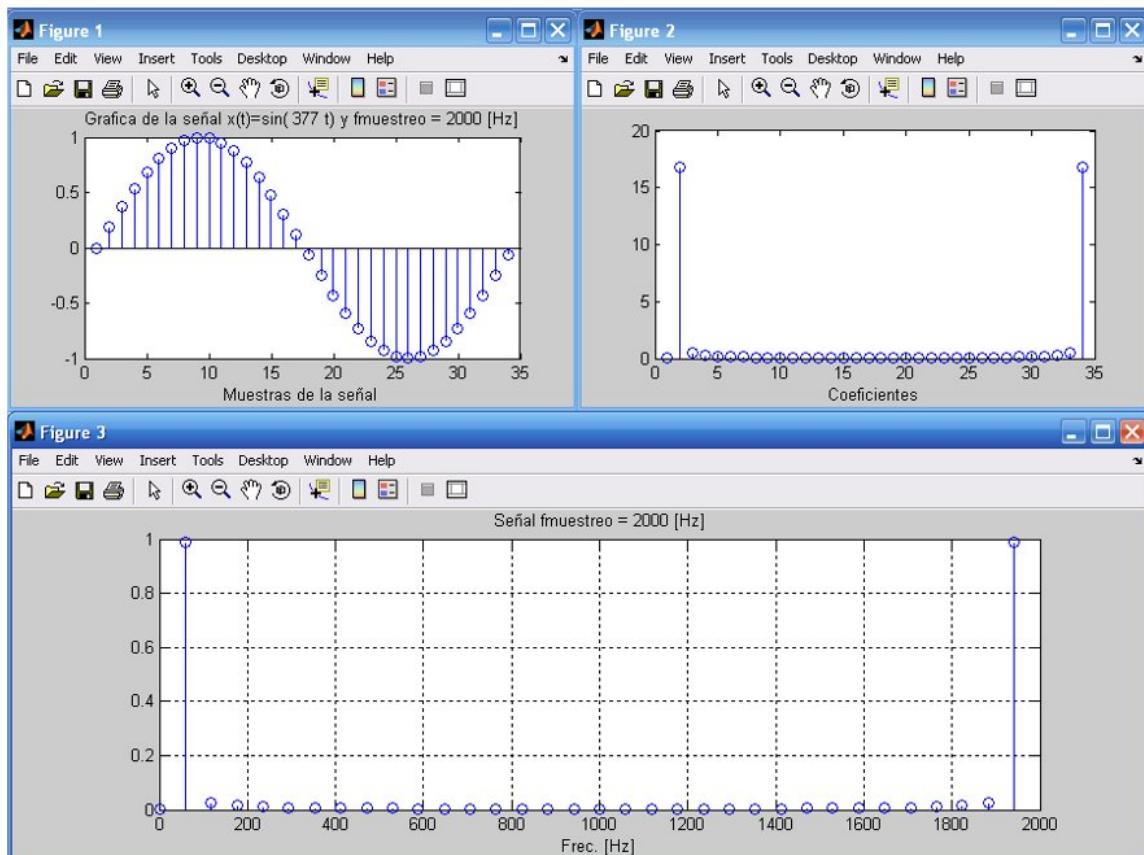 Figure 1
File Edit View Insert Tools Desktop Window Help
Grafica de la señal x(t)=sin( 377 t) y fmuestreo = 2000 [Hz]
1
0.5
0
-0.5
-1
0 5 10 15 20 25 30 35
Muestras de la señal
Figure 2
File Edit View Insert Tools Desktop Window Help
20
15
10
5
0
0 5 10 15 20 25 30 35
Coeficientes
Figure 3
File Edit View Insert Tools Desktop Window Help
Señal fmuestreo = 2000 [Hz]
1
0.8
0.6
0.4
0.2
0
0 200 400 600 800 1000 1200 1400 1600 1800 2000
Frec. [Hz]